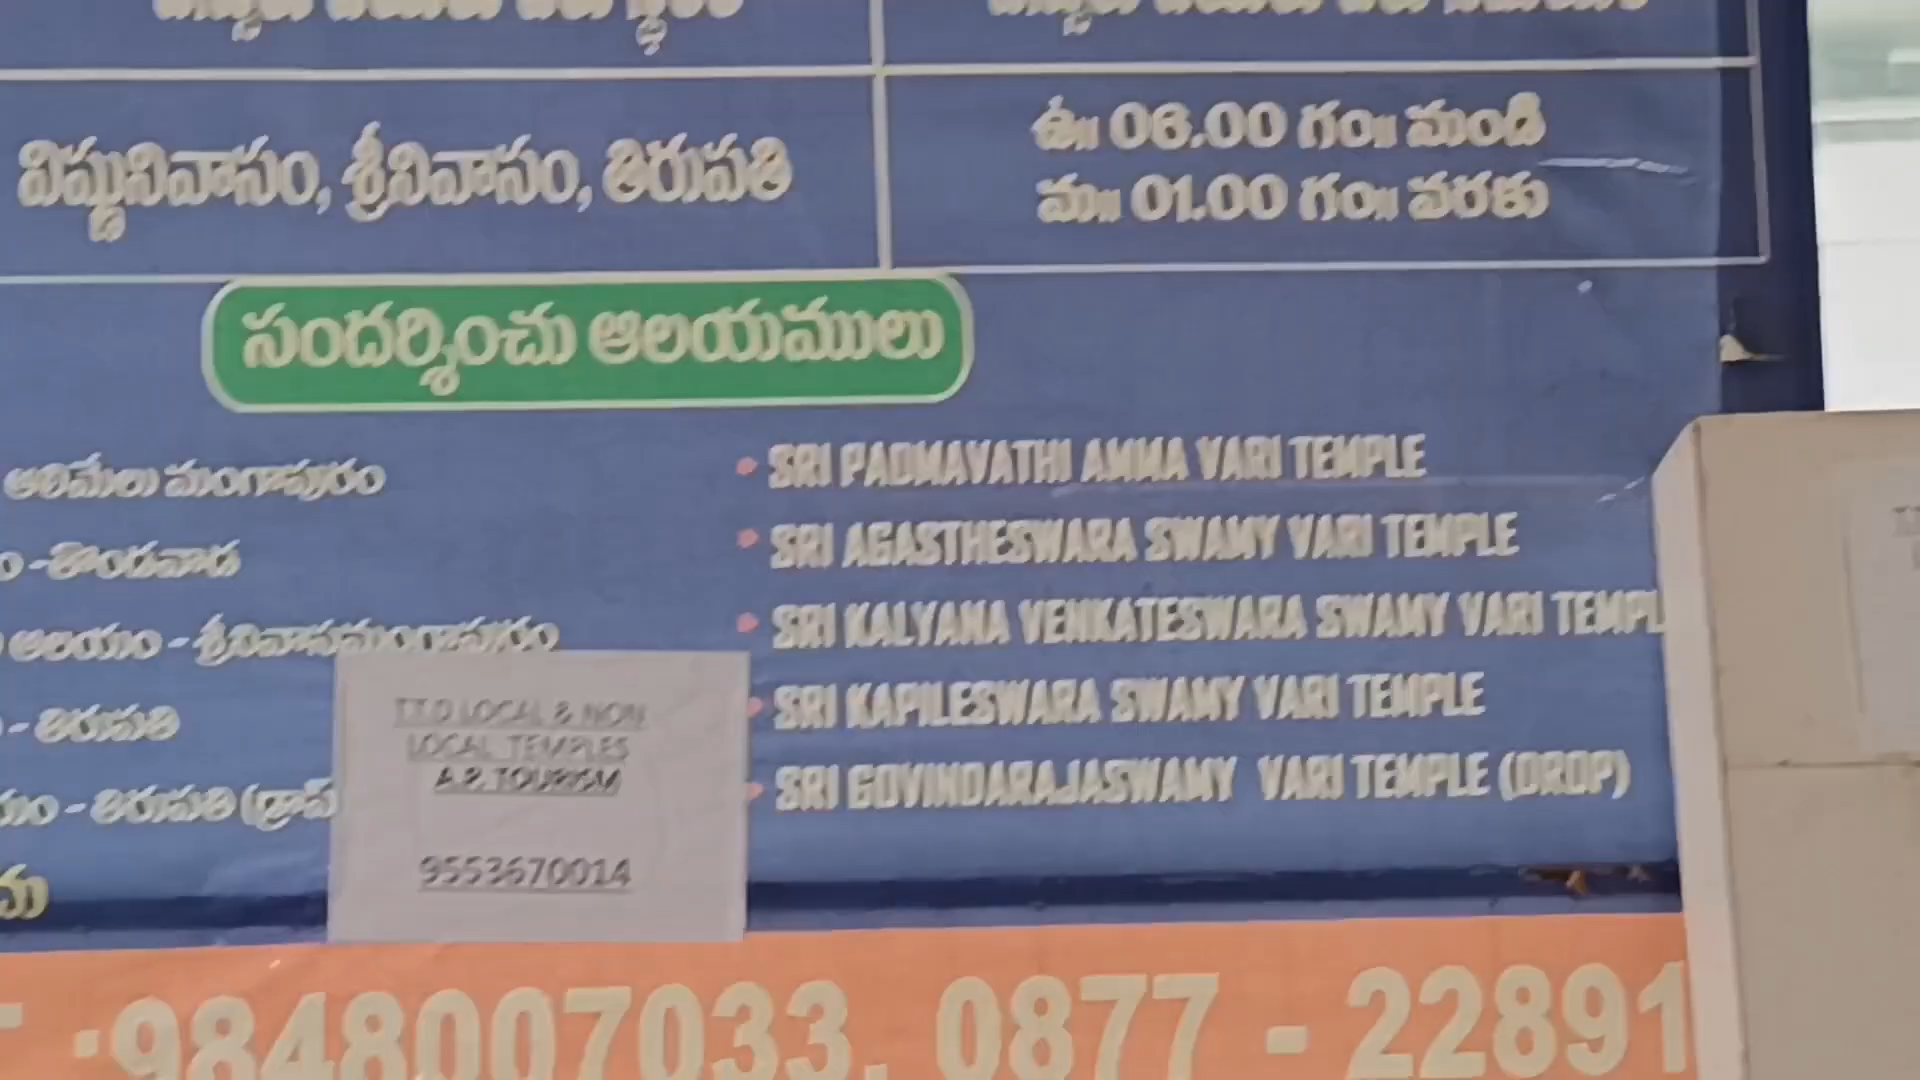 విష్ణునివాసం, శ్రీనివాసం, తిరుపతి
ఉ॥ 06.00 గం॥ నుండి
మ॥ 01.00 గం॥ వరకు
సందర్శించు ఆలయములు
అలిమేలు మంగాపురం
• SRI PADMAVATHI AMMA VARI TEMPLE
- తొండవాడ
• SRI AGASTHESWARA SWAMY VARI TEMPLE
ఆలయం - శ్రీనివాసమంగాపురం
• SRI KALYANA VENKATESWARA SWAMY VARI TEMPL
- తిరుపతి
• SRI KAPILESWARA SWAMY VARI TEMPLE
- తిరుపతి (డ్రాప్
• SRI GOVINDARAJASWAMY VARI TEMPLE (DROP)
T.T.D LOCAL & NON
LOCAL TEMPLES
A.P. TOURISM
9553670014
9848007033, 0877 - 22891